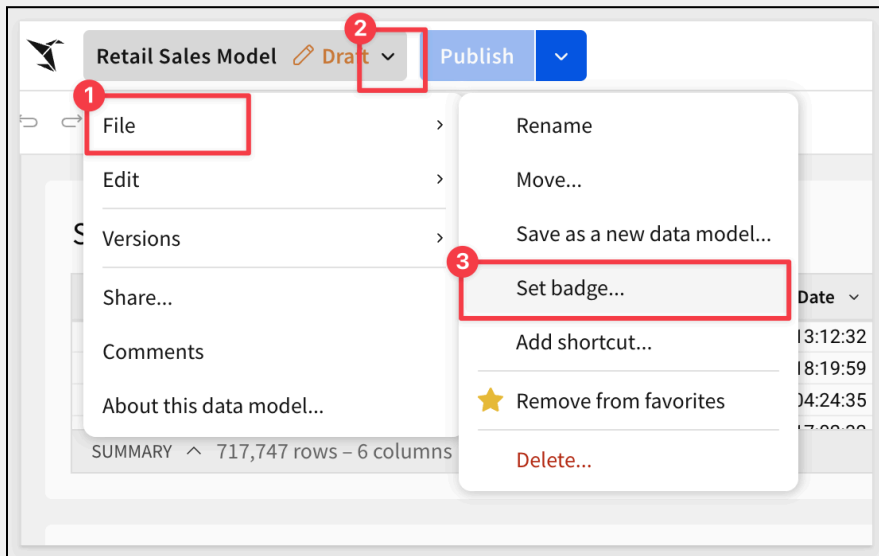 2
Retail Sales Model Draft Publish
1
File
Rename
Edit
Move...
Versions
Save as a new data model...
3
Share...
Set badge...
Date
Comments
Add shortcut...
13:12:32
18:19:59
About this data model...
Remove from favorites
04:24:35
SUMMARY 717,747 rows – 6 columns
Delete...